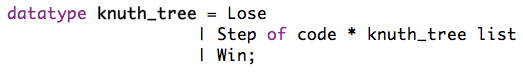 datatype knuth_tree = Lose
| Step of code * knuth_tree list
| Win;